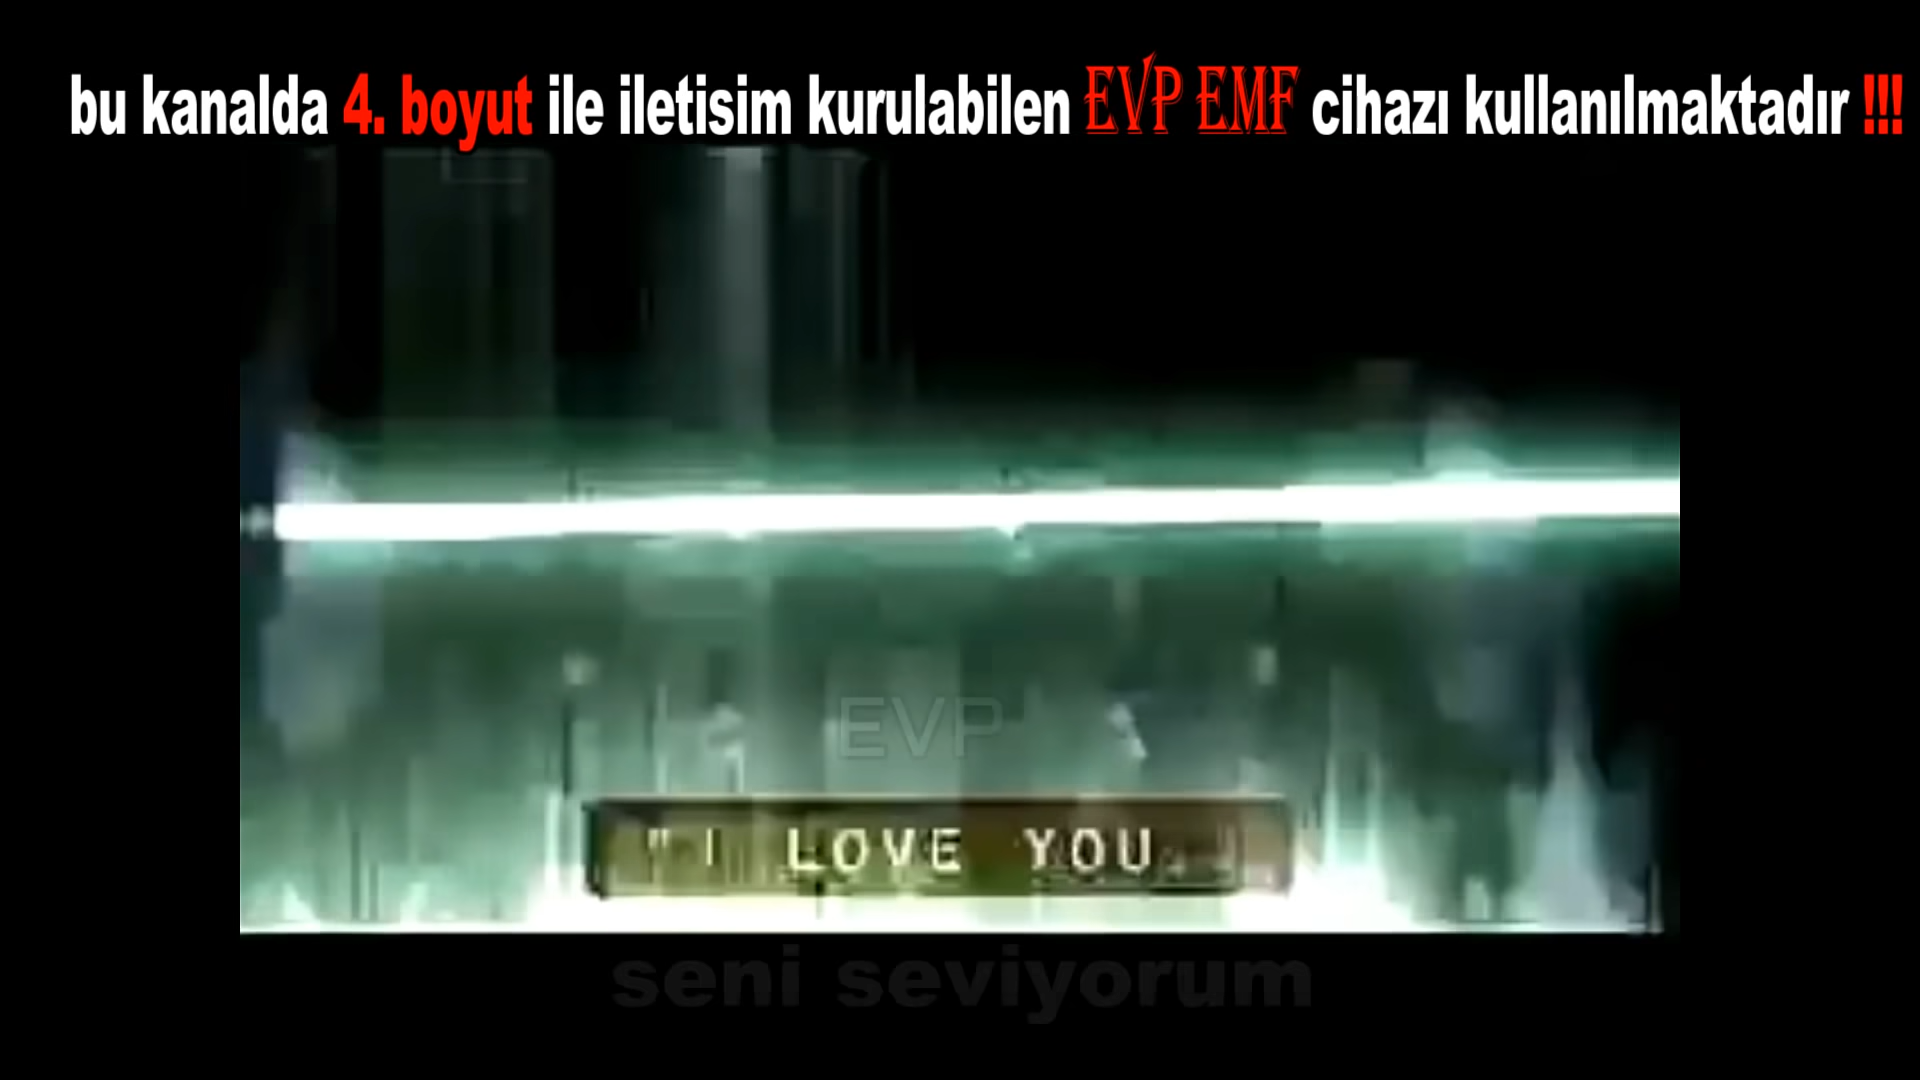 bu kanalda 4. boyut ile iletisim kurulabilen EVP EMF cihazı kullanılmaktadır !!!
EVP
" I LOVE YOU
seni seviyorum